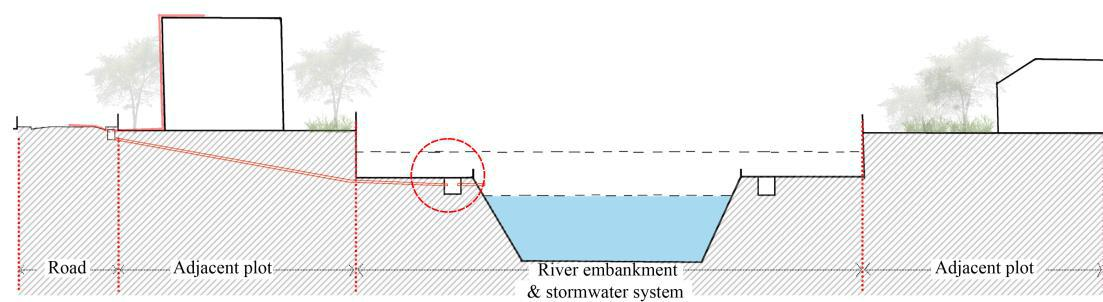 Road
Adjacent plot
River embankment
& stormwater system
Adjacent plot